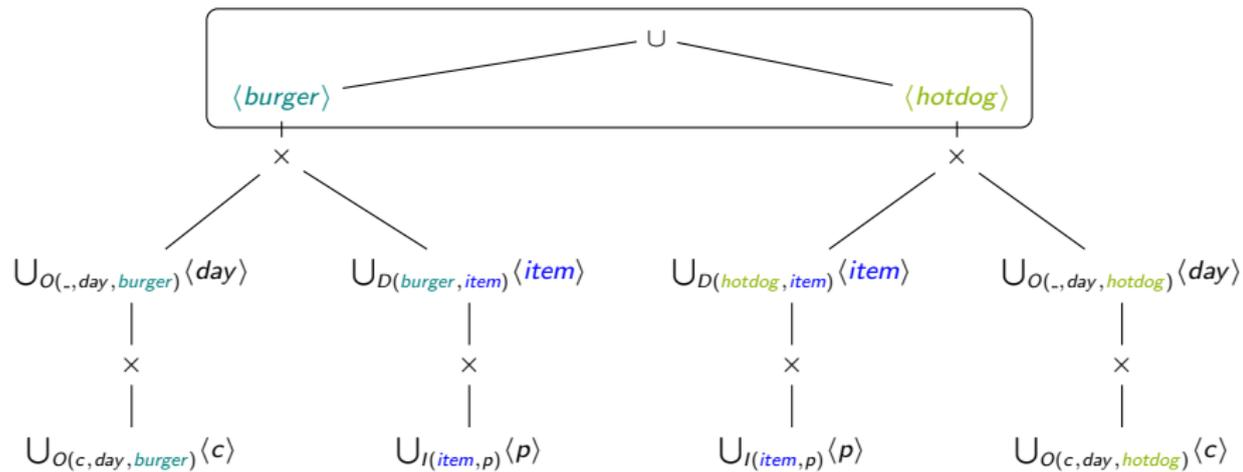 ∪
⟨burger⟩ ⟨hotdog⟩
× ×
⋃O(_,day,burger)⟨day⟩ ⋃D(burger,item)⟨item⟩ ⋃D(hotdog,item)⟨item⟩ ⋃O(_,day,hotdog)⟨day⟩
× × × ×
⋃O(c,day,burger)⟨c⟩ ⋃I(item,p)⟨p⟩ ⋃I(item,p)⟨p⟩ ⋃O(c,day,hotdog)⟨c⟩